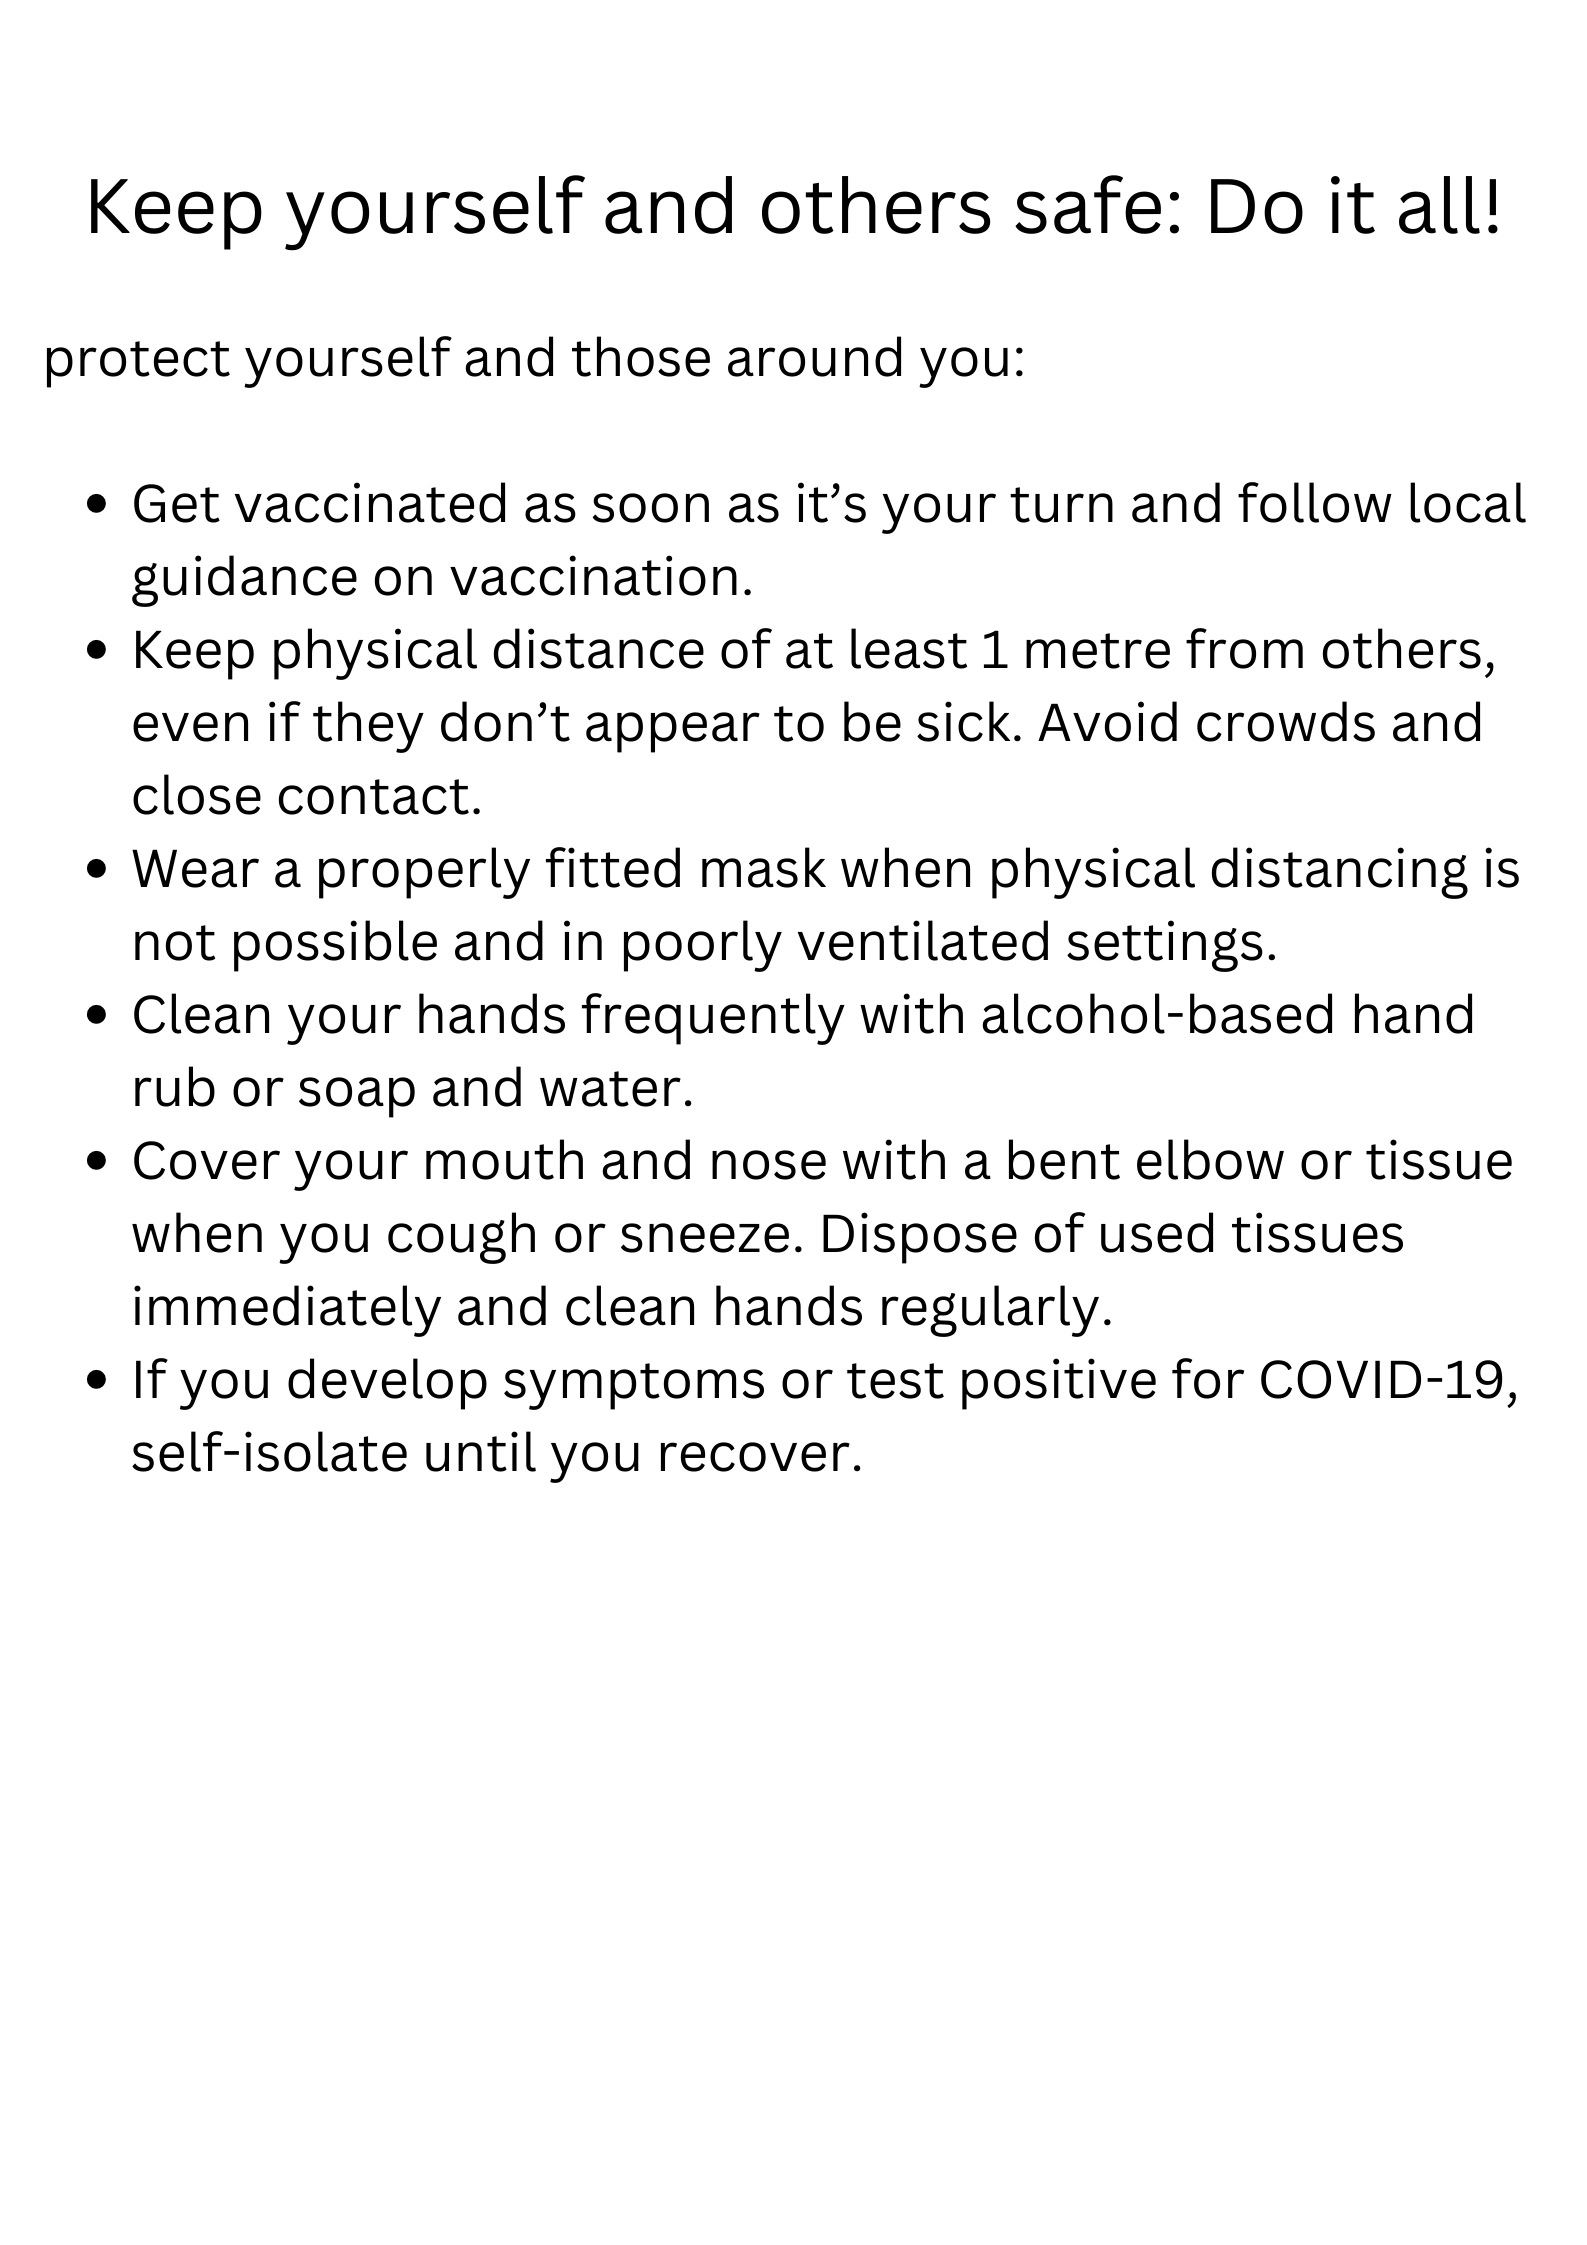 Keep yourself and others safe: Do it all!
protect yourself and those around you:
• Get vaccinated as soon as it’s your turn and follow local
guidance on vaccination.
• Keep physical distance of at least 1 metre from others,
even if they don’t appear to be sick. Avoid crowds and
close contact.
• Wear a properly fitted mask when physical distancing is
not possible and in poorly ventilated settings.
• Clean your hands frequently with alcohol-based hand
rub or soap and water.
• Cover your mouth and nose with a bent elbow or tissue
when you cough or sneeze. Dispose of used tissues
immediately and clean hands regularly.
• If you develop symptoms or test positive for COVID-19,
self-isolate until you recover.